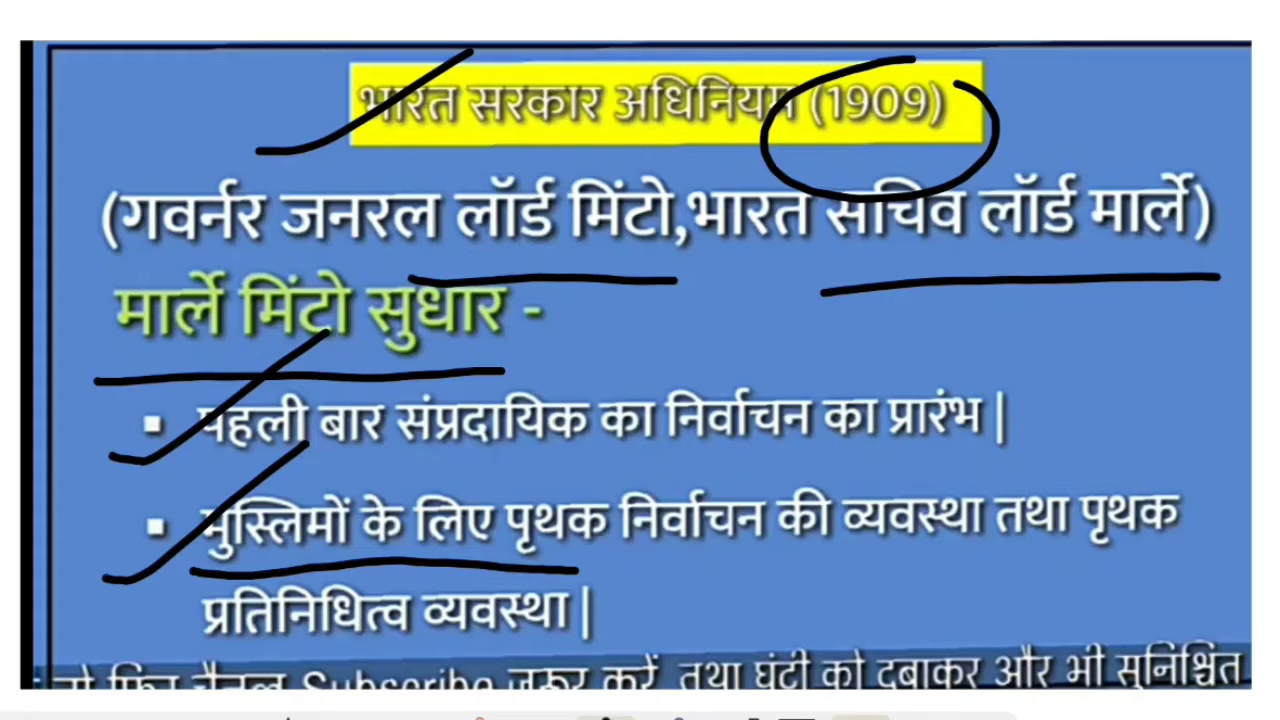 भारत सरकार अधिनियम (1909)
(गवर्नर जनरल लॉर्ड मिंटो,भारत सचिव लॉर्ड मार्ले)
मार्ले मिंटो सुधार -
▪ पहली बार संप्रदायिक का निर्वाचन का प्रारंभ |
▪ मुस्लिमों के लिए पृथक निर्वाचन की व्यवस्था तथा पृथक
प्रतिनिधित्व व्यवस्था |
तो फिर चैनल Subscribe जरूर करें तथा घंटी को दबाकर और भी सुनिश्चित